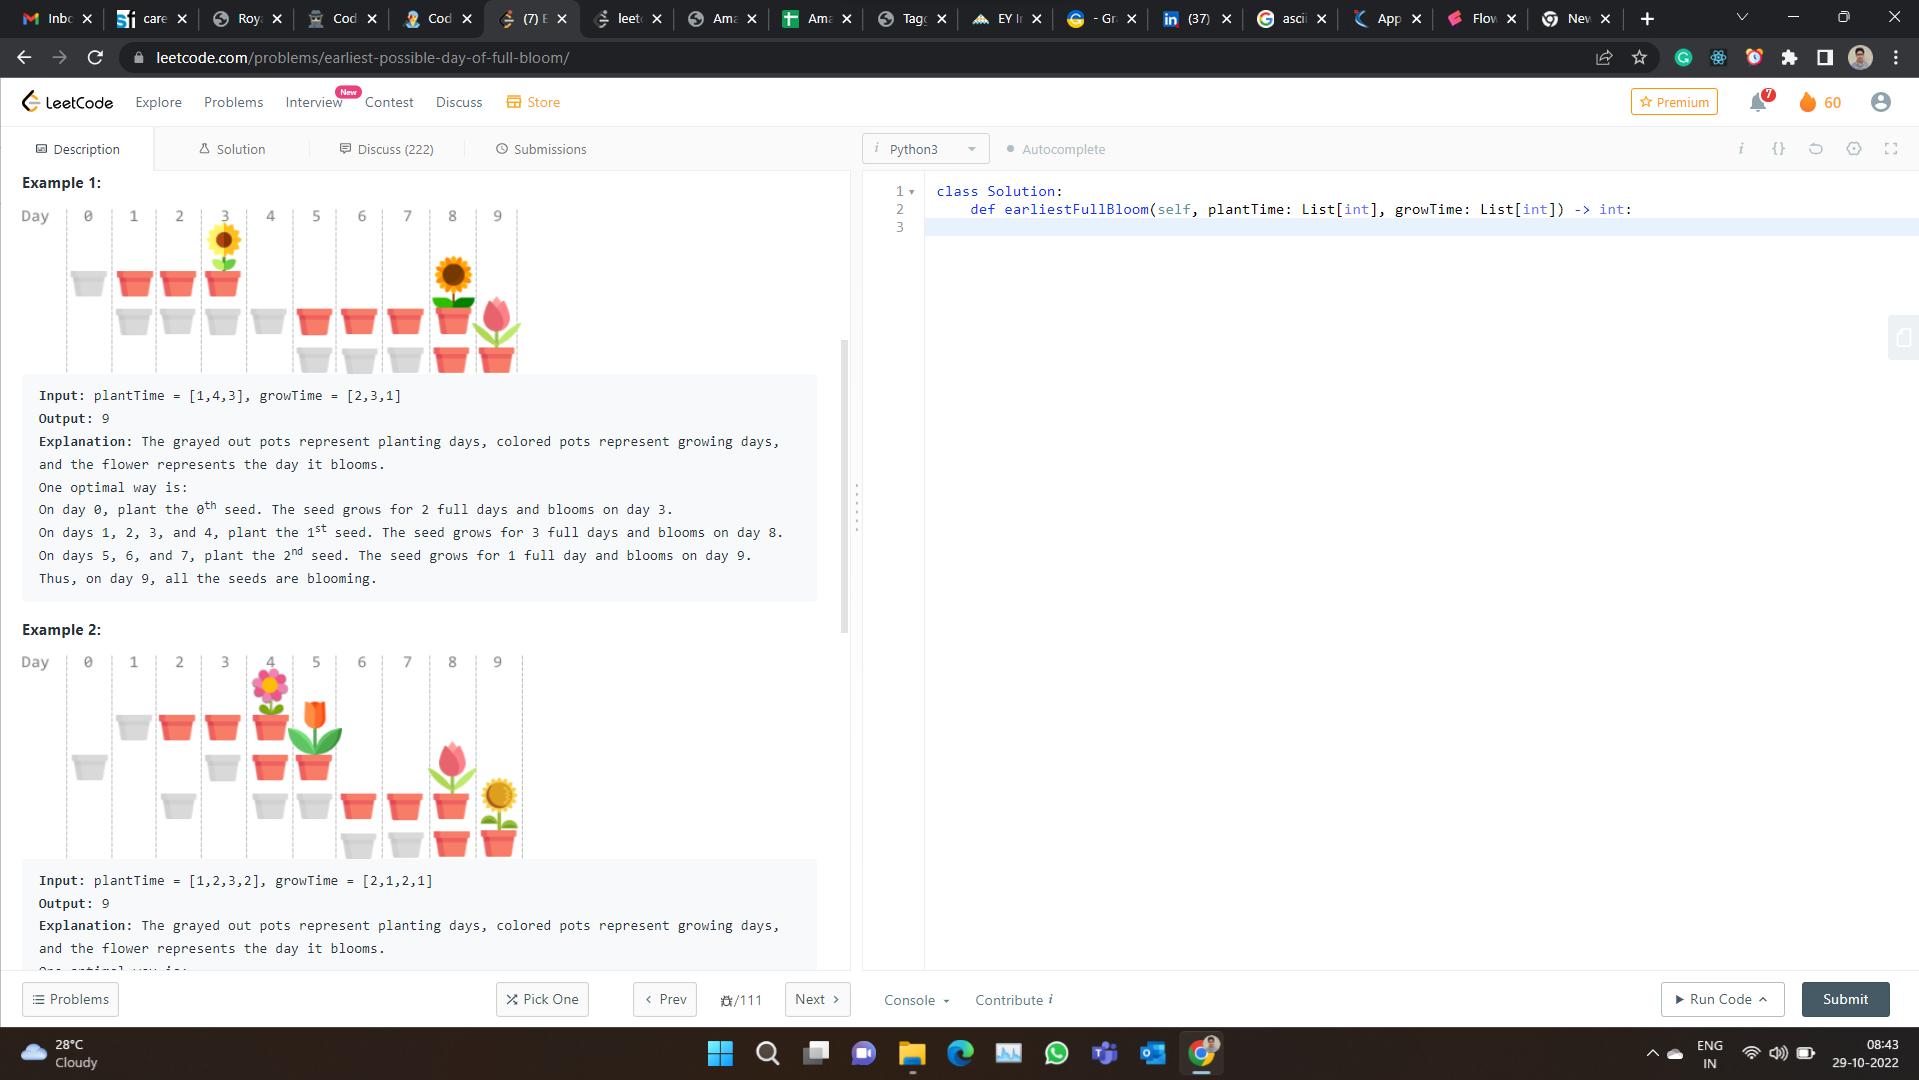 Inbc
care
Roy
Cod
Cod
(7) E
leet
Ama
Ama
Tag
EY I
- Gr
(37)
ascii
App
Flow
New
leetcode.com/problems/earliest-possible-day-of-full-bloom/
LeetCode
Explore
Problems
Interview
New
Contest
Discuss
Store
Premium
7
60
Description
Solution
Discuss (222)
Submissions
i Python3
Autocomplete
i {}
Example 1:
Day 0 1 2 3 4 5 6 7 8 9
Input: plantTime = [1,4,3], growTime = [2,3,1]
Output: 9
Explanation: The grayed out pots represent planting days, colored pots represent growing days,
and the flower represents the day it blooms.
One optimal way is:
On day 0, plant the 0th seed. The seed grows for 2 full days and blooms on day 3.
On days 1, 2, 3, and 4, plant the 1st seed. The seed grows for 3 full days and blooms on day 8.
On days 5, 6, and 7, plant the 2nd seed. The seed grows for 1 full day and blooms on day 9.
Thus, on day 9, all the seeds are blooming.
Example 2:
Day 0 1 2 3 4 5 6 7 8 9
Input: plantTime = [1,2,3,2], growTime = [2,1,2,1]
Output: 9
Explanation: The grayed out pots represent planting days, colored pots represent growing days,
and the flower represents the day it blooms.
One optimal way is:
1 class Solution:
2 def earliestFullBloom(self, plantTime: List[int], growTime: List[int]) -> int:
3
Problems
Pick One
< Prev
/111
Next >
Console
Contribute i
Run Code
Submit
28°C
Cloudy
ENG
IN
08:43
29-10-2022